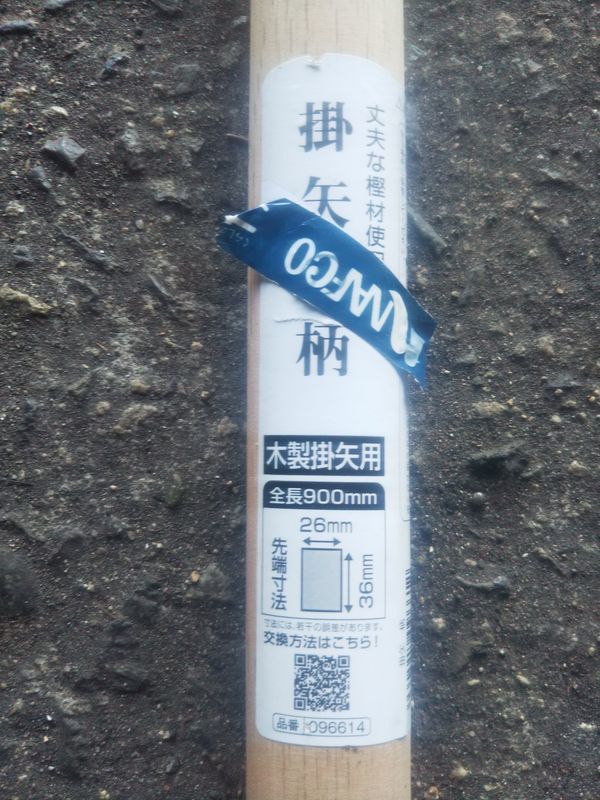 丈夫な樫材使用
掛矢
柄
NAFCO
木製掛矢用
全長900mm
26mm
先端寸法
36mm
寸法には、若干の誤差があります。
交換方法はこちら!
品番 096614